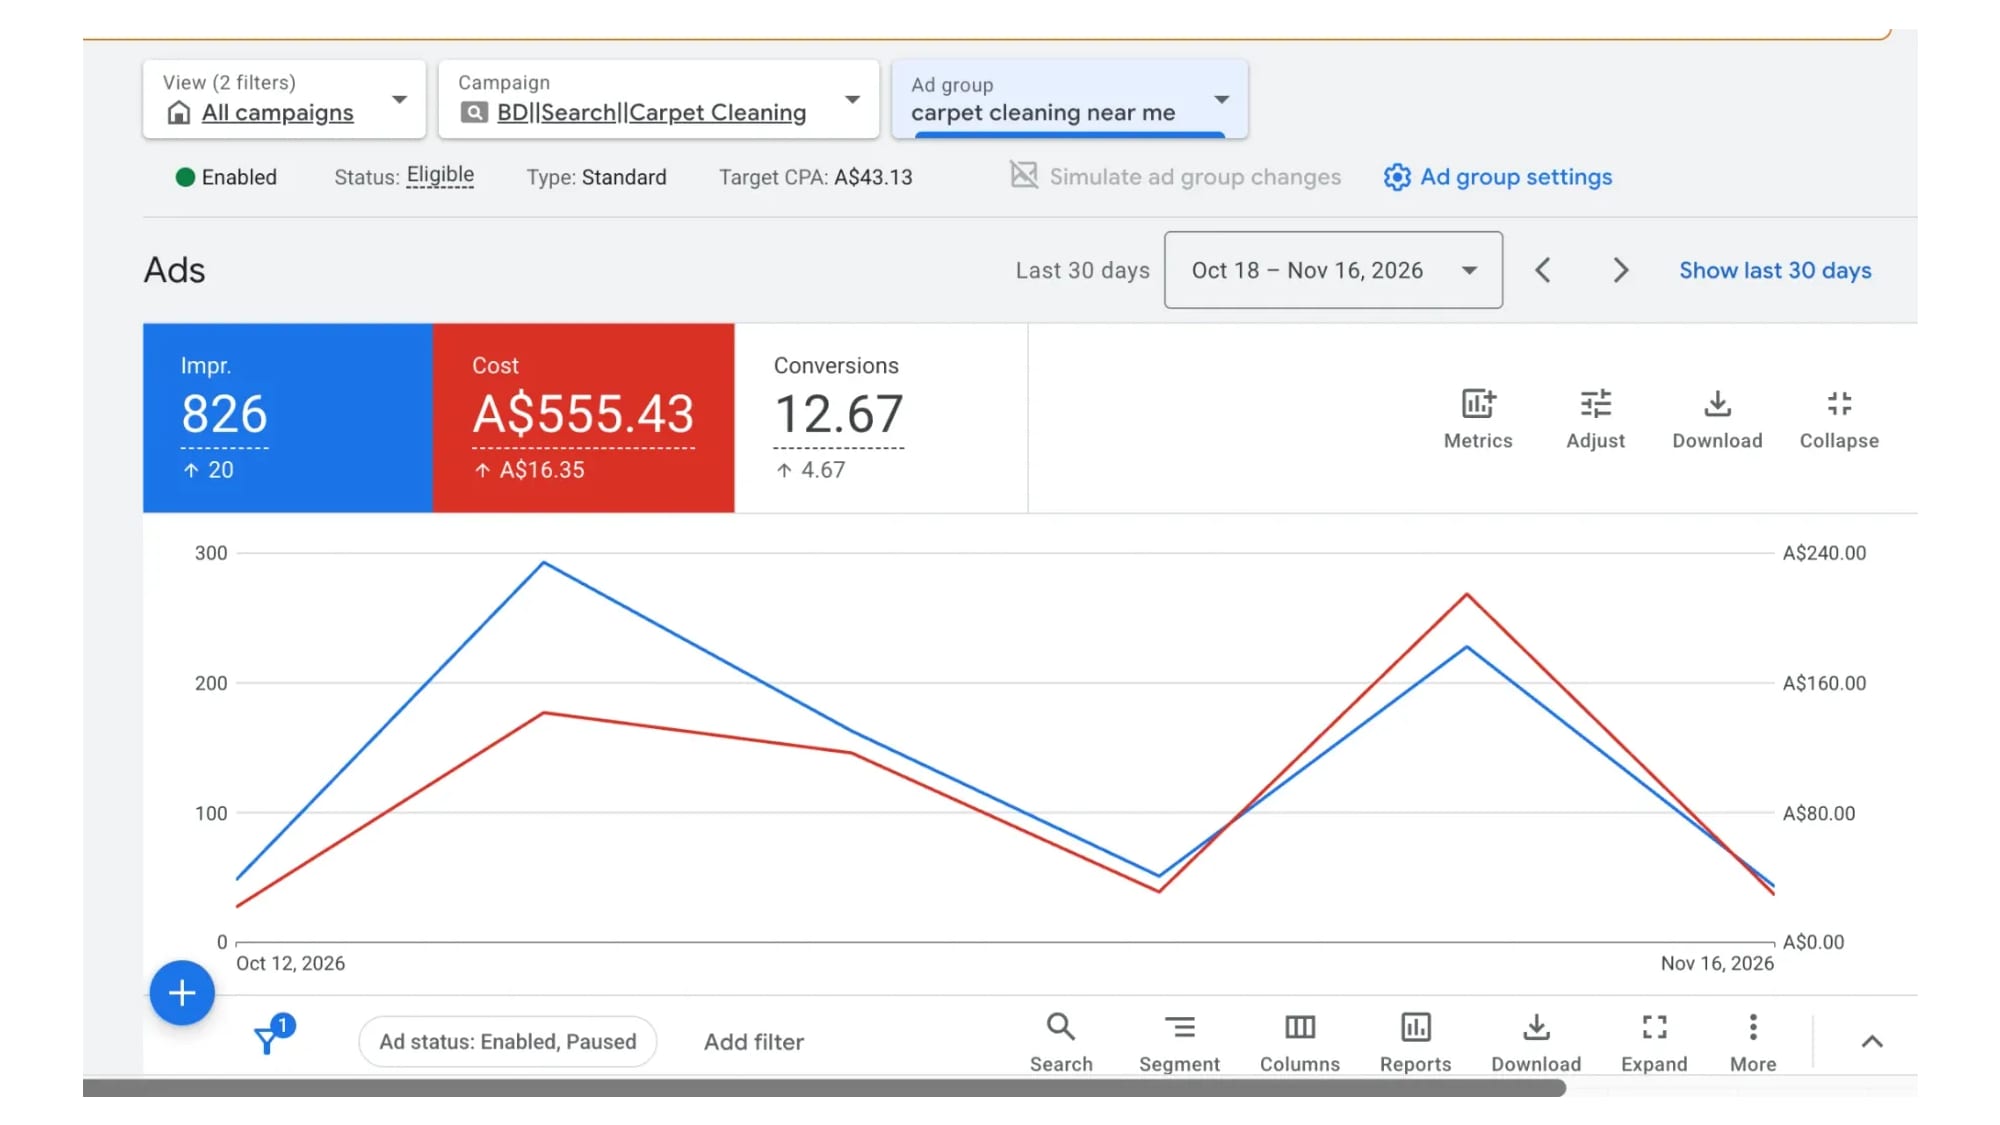 View (2 filters)
All campaigns
Campaign
BD||Search||Carpet Cleaning
Ad group
carpet cleaning near me
Enabled
Status: Eligible
Type: Standard
Target CPA: A$43.13
Simulate ad group changes
Ad group settings
Ads
Last 30 days
Oct 18 – Nov 16, 2026
Show last 30 days
Impr.
826
↑ 20
Cost
A$555.43
↑ A$16.35
Conversions
12.67
↑ 4.67
Metrics
Adjust
Download
Collapse
300
200
100
0
A$240.00
A$160.00
A$80.00
A$0.00
Oct 12, 2026
Nov 16, 2026
1
Ad status: Enabled, Paused
Add filter
Search
Segment
Columns
Reports
Download
Expand
More